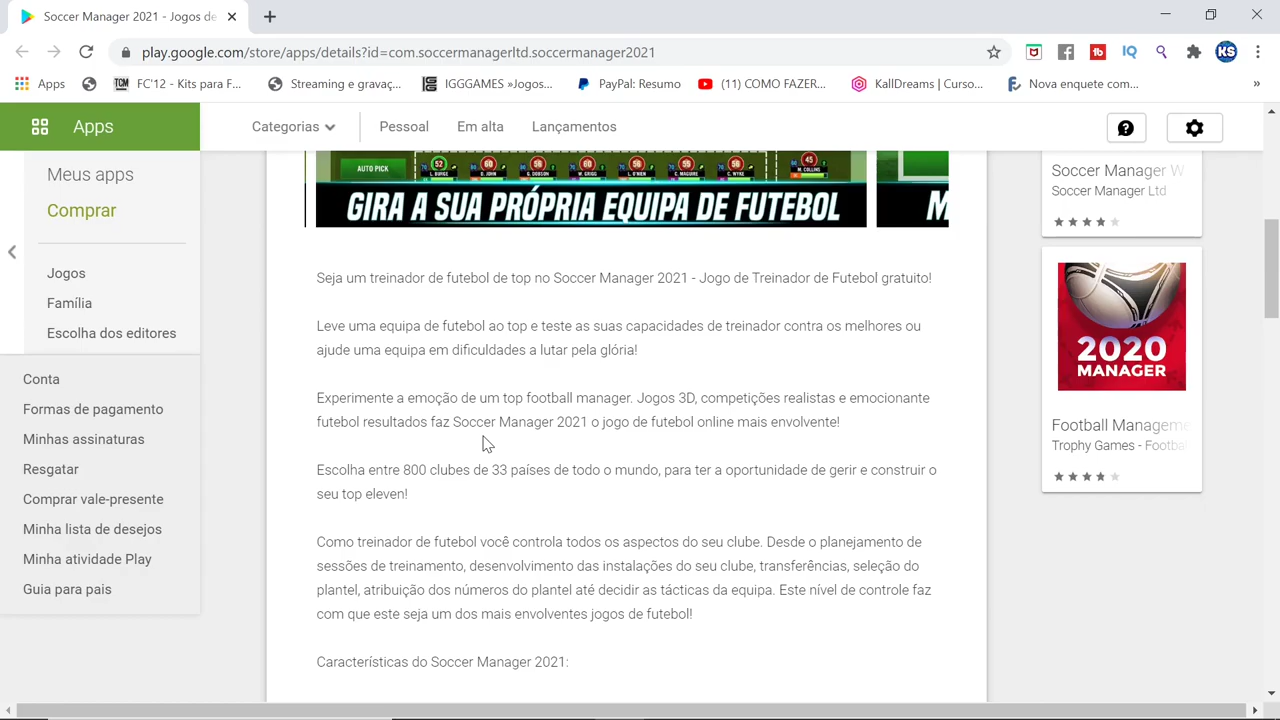 Soccer Manager 2021 - Jogos de
play.google.com/store/apps/details?id=com.soccermanagerltd.soccermanager2021
Apps
FC'12 - Kits para F...
Streaming e gravaç...
IGGGAMES »Jogos...
PayPal: Resumo
(11) COMO FAZER...
KallDreams | Curso...
Nova enquete com...
Apps
Categorias
Pessoal
Em alta
Lançamentos
Meus apps
Comprar
Jogos
Família
Escolha dos editores
Conta
Formas de pagamento
Minhas assinaturas
Resgatar
Comprar vale-presente
Minha lista de desejos
Minha atividade Play
Guia para pais
AUTO PICK
GIRA A SUA PRÓPRIA EQUIPA DE FUTEBOL
Seja um treinador de futebol de top no Soccer Manager 2021 - Jogo de Treinador de Futebol gratuito!
Leve uma equipa de futebol ao top e teste as suas capacidades de treinador contra os melhores ou
ajude uma equipa em dificuldades a lutar pela glória!
Experimente a emoção de em top football manager. Jogos 3D, competições realistas e emocionante
futebol resultados faz Soccer Manager 2021 o jogo de futebol online mais envolvente!
Escolha entre 800 clubes de 33 países de todo o mundo, para ter a oportunidade de gerir e construir o
seu top eleven!
Como treinador de futebol você controla todos os aspectos do seu clube. Desde o planejamento de
sessões de treinamento, desenvolvimento das instalações do seu clube, transferências, seleção do
plantel, atribuição dos números do plantel até decidir as tácticas da equipa. Este nível de controle faz
com que este seja um dos mais envolventes jogos de futebol!
Características do Soccer Manager 2021:
Soccer Manager W
Soccer Manager Ltd
2020
MANAGER
Football Manageme
Trophy Games - Footba